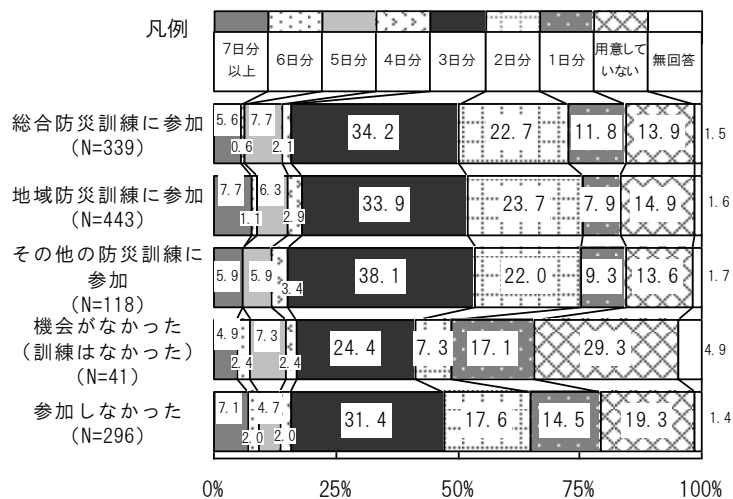 凡例
7日分
以上
6日分
5日分
4日分
3日分
2日分
1日分
用意して
いない
無回答
総合防災訓練に参加
(N=339)
5.6
0.6
7.7
2.1
34.2
22.7
11.8
13.9
1.5
地域防災訓練に参加
(N=443)
7.7
1.1
6.3
2.9
33.9
23.7
7.9
14.9
1.6
その他の防災訓練に
参加
(N=118)
5.9
5.9
3.4
38.1
22.0
9.3
13.6
1.7
機会がなかった
(訓練はなかった)
(N=41)
4.9
2.4
7.3
2.4
24.4
7.3
17.1
29.3
4.9
参加しなかった
(N=296)
7.1
2.0
4.7
2.0
31.4
17.6
14.5
19.3
1.4
0%
25%
50%
75%
100%